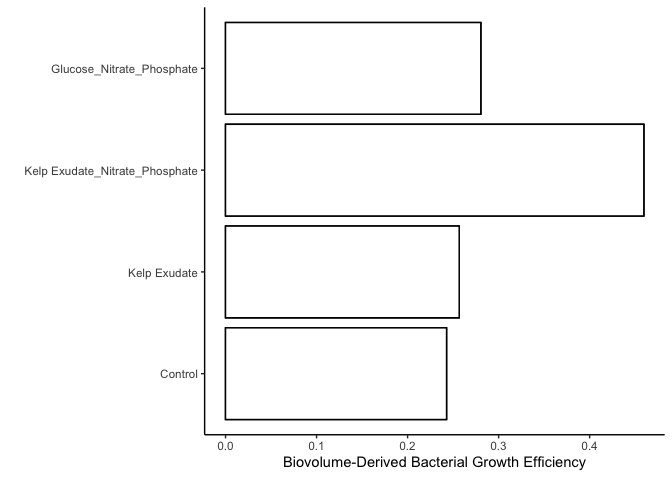 Glucose_Nitrate_Phosphate
Kelp Exudate_Nitrate_Phosphate
Kelp Exudate
Control
0.0 0.1 0.2 0.3 0.4
Biovolume-Derived Bacterial Growth Efficiency